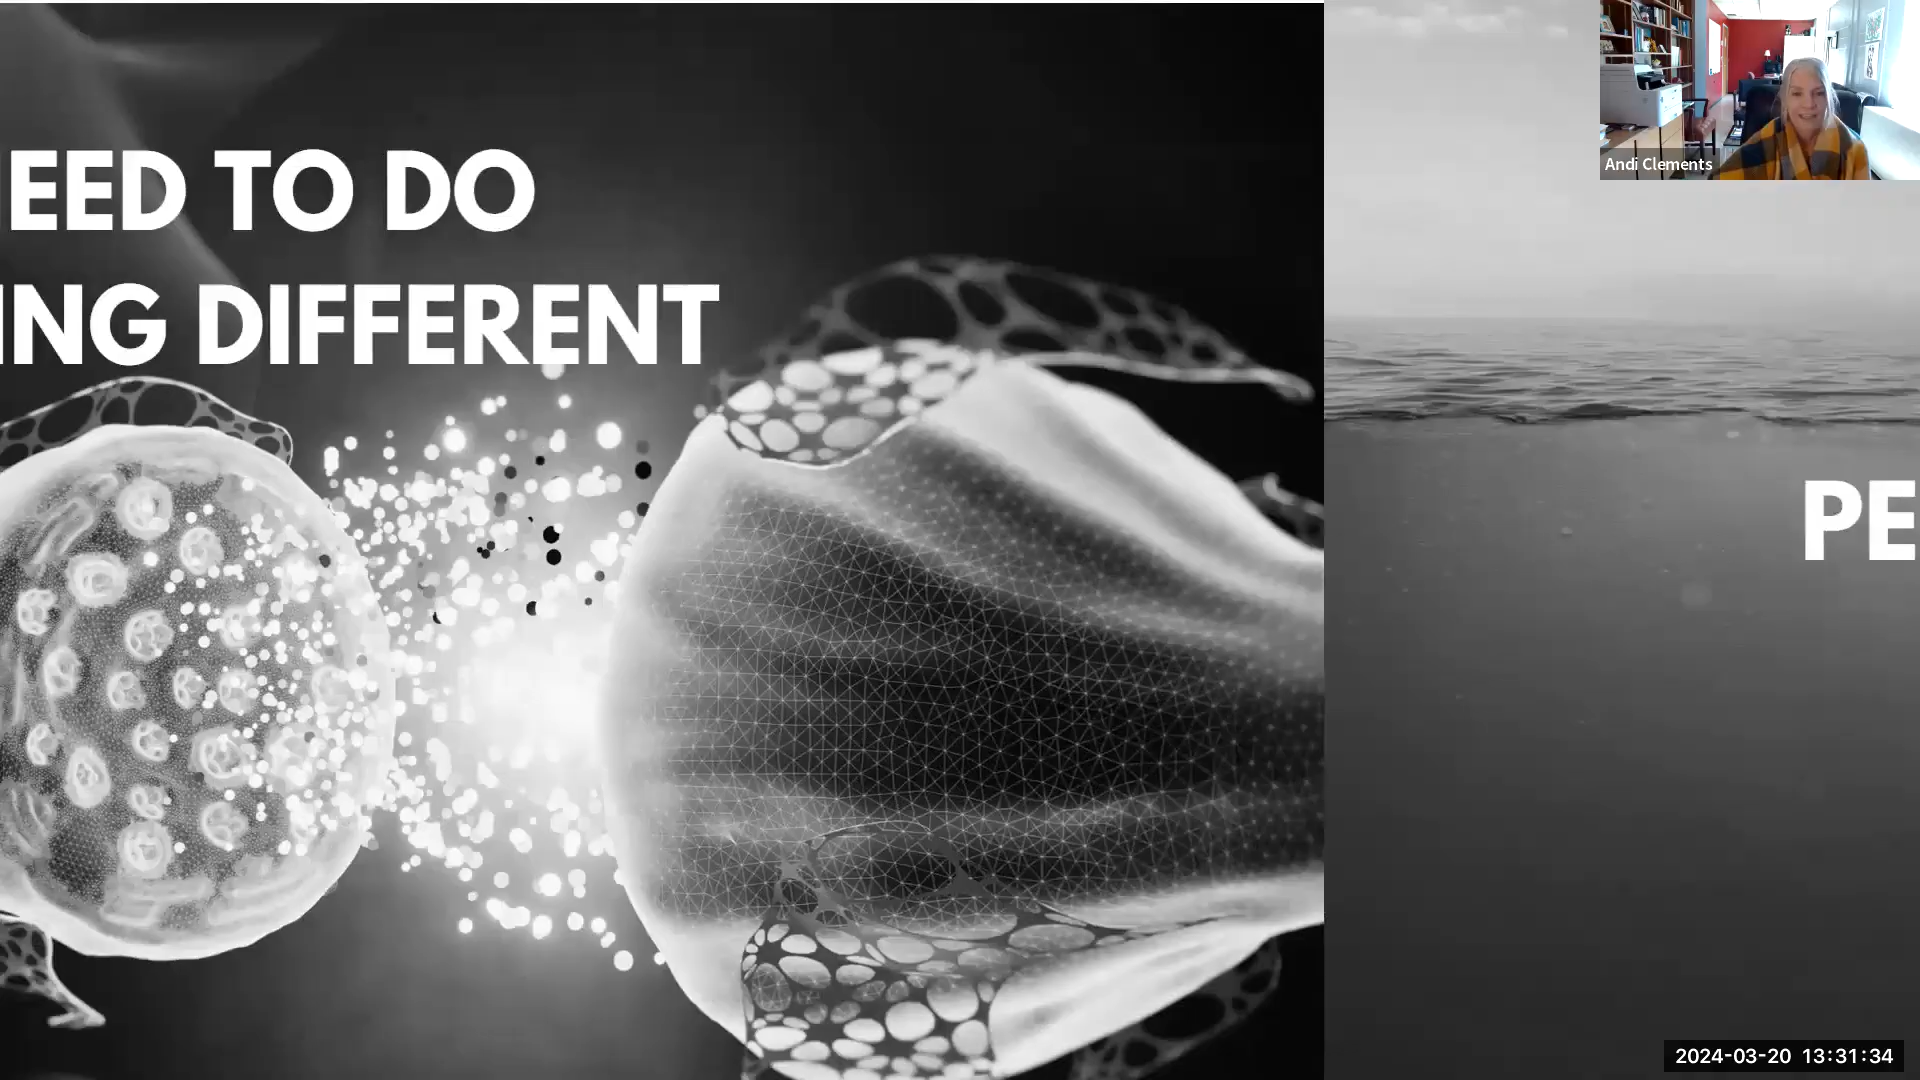 EED TO DO
ING DIFFERENT
PE
Andi Clements
2024-03-20 13:31:34